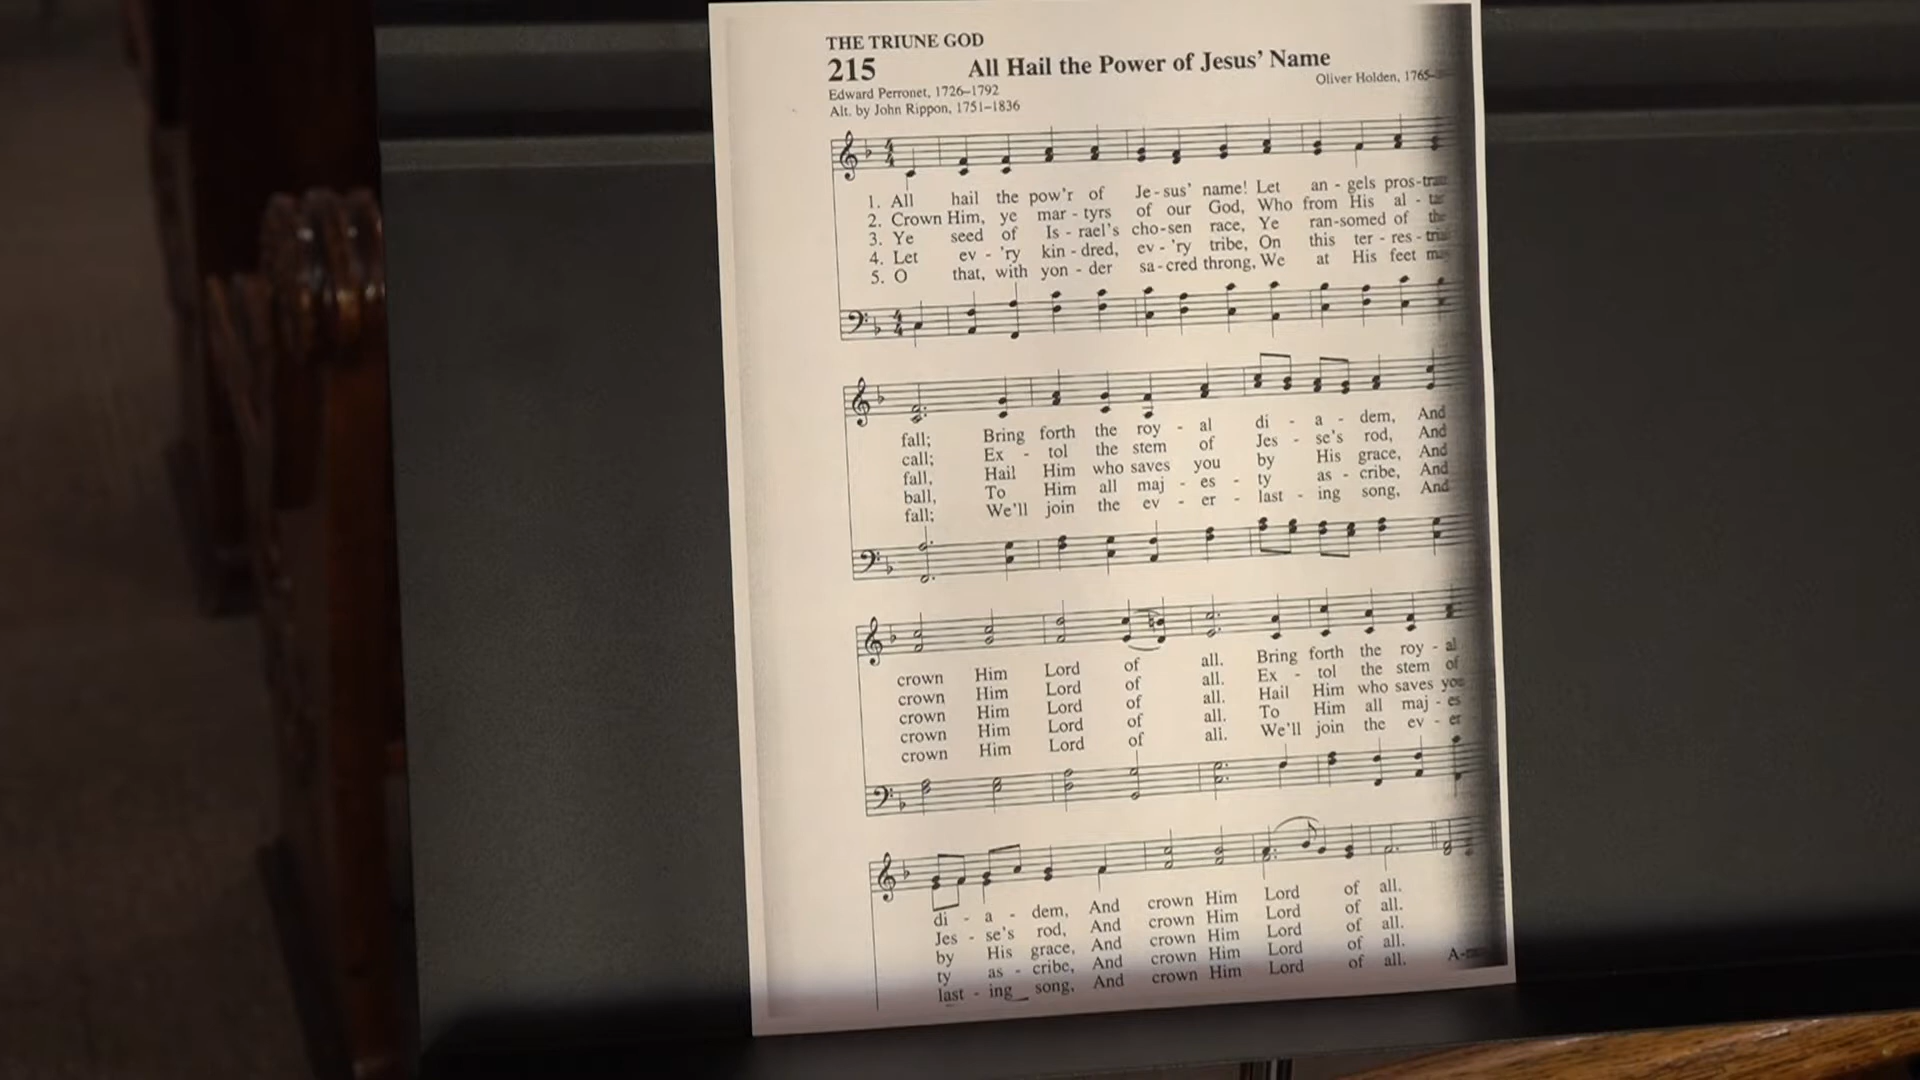 THE TRIUNE GOD
215 All Hail the Power of Jesus' Name
Edward Perronet, 1726–1792 Oliver Holden, 1765–
Alt. by John Rippon, 1751–1836
1. All hail the pow'r of Je - sus' name! Let an - gels pros-trate
2. Crown Him, ye mar - tyrs of our God, Who from His al - tar
3. Ye seed of Is - rael's cho-sen race, Ye ran-somed of the
4. Let ev - 'ry kin - dred, ev - 'ry tribe, On this ter - res - trial
5. O that, with yon - der sa - cred throng, We at His feet may
fall; Bring forth the roy - al di - a - dem, And
call; Ex - tol the stem of Jes - se's rod, And
fall, Hail Him who saves you by His grace, And
ball, To Him all maj - es - ty as - cribe, And
fall; We'll join the ev - er - last - ing song, And
crown Him Lord of all. Bring forth the roy - al
crown Him Lord of all. Ex - tol the stem of
crown Him Lord of all. Hail Him who saves you
crown Him Lord of all. To Him all maj - es
crown Him Lord of all. We'll join the ev - er
di - a - dem, And crown Him Lord of all.
Jes - se's rod, And crown Him Lord of all.
by His grace, And crown Him Lord of all.
ty as - cribe, And crown Him Lord of all.
last - ing_ song, And crown Him Lord of all.